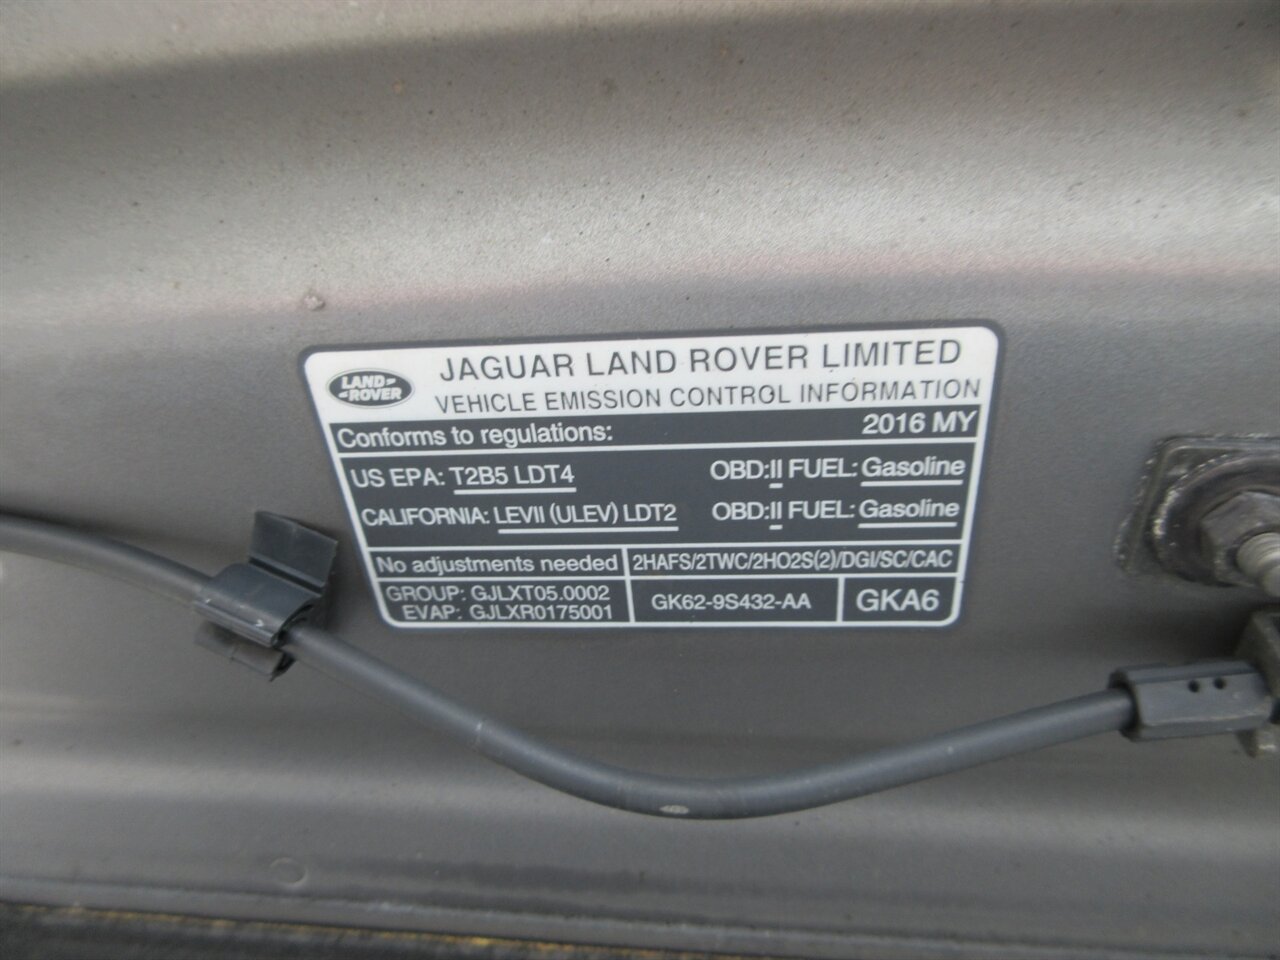 LAND ROVER
JAGUAR LAND ROVER LIMITED
VEHICLE EMISSION CONTROL INFORMATION
Conforms to regulations: 2016 MY
US EPA: T2B5 LDT4 OBD:II FUEL: Gasoline
CALIFORNIA: LEVII (ULEV) LDT2 OBD:II FUEL: Gasoline
No adjustments needed 2HAFS/2TWC/2HO2S(2)/DGI/SC/CAC
GROUP: GJLXT05.0002
EVAP: GJLXR0175001
GK62-9S432-AA GKA6